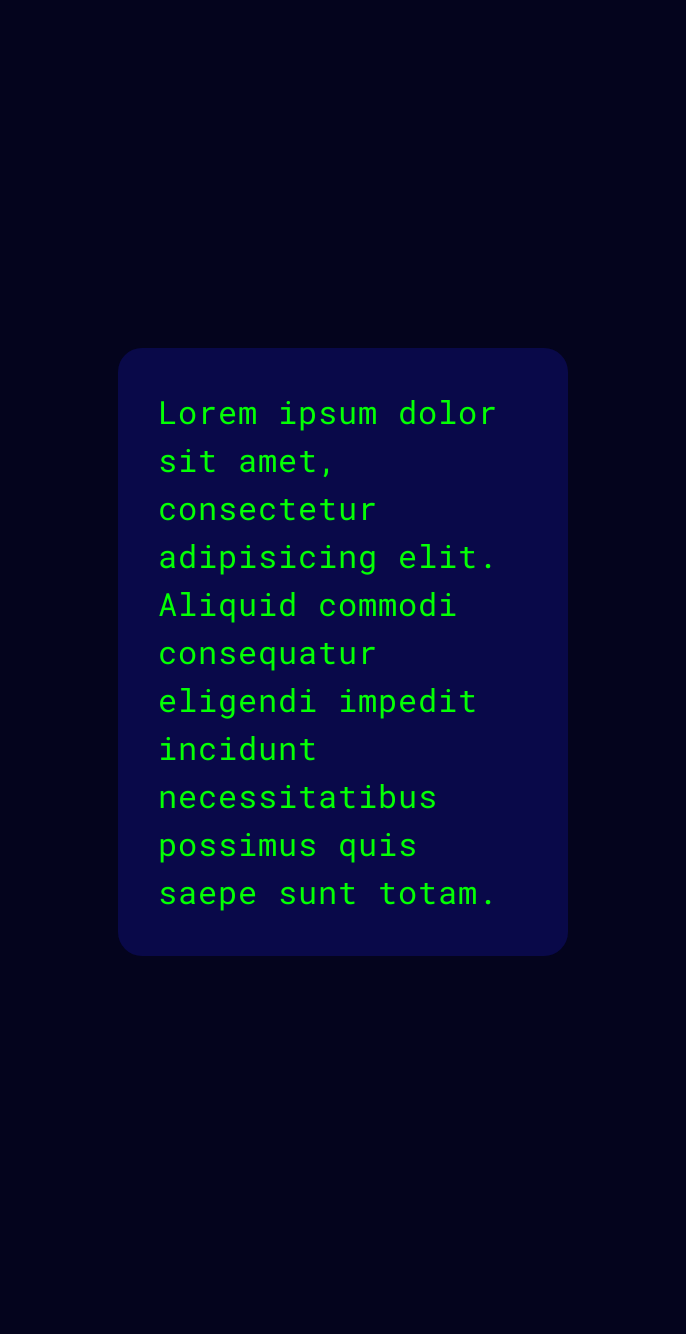 Lorem ipsum dolor
sit amet,
consectetur
adipisicing elit.
Aliquid commodi
consequatur
eligendi impedit
incidunt
necessitatibus
possimus quis
saepe sunt totam.